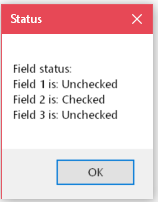 Status
Field status:
Field 1 is: Unchecked
Field 2 is: Checked
Field 3 is: Unchecked
OK